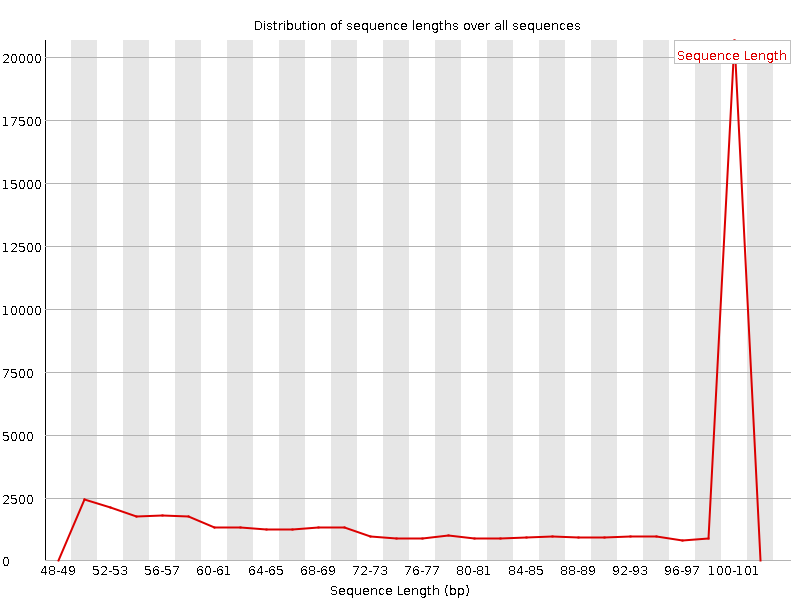 Distribution of sequence lengths over all sequences
Sequence Length
20000
17500
15000
12500
10000
7500
5000
2500
0
48-49 52-53 56-57 60-61 64-65 68-69 72-73 76-77 80-81 84-85 88-89 92-93 96-97 100-101
Sequence Length (bp)